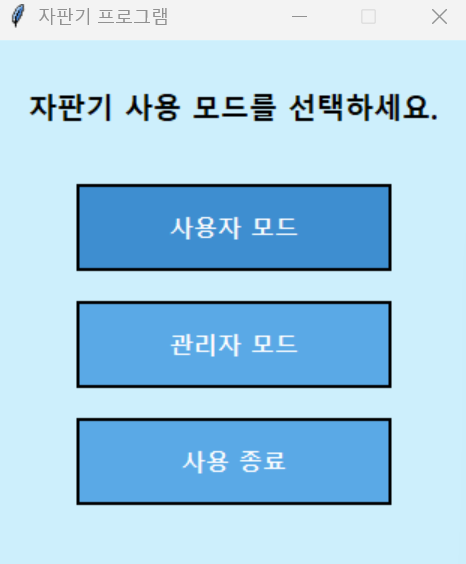 자판기 프로그램
자판기 사용 모드를 선택하세요.
사용자 모드
관리자 모드
사용 종료